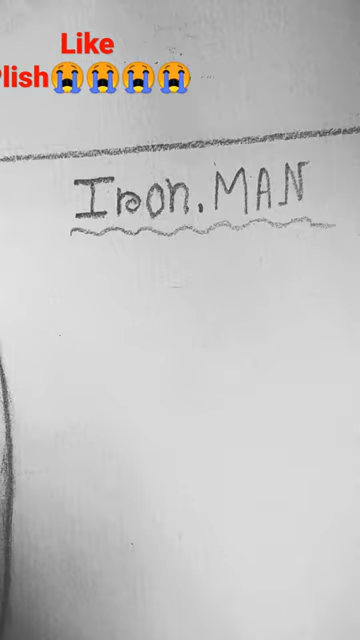 Like
Plish😭😭😭😭
Iron.MAN